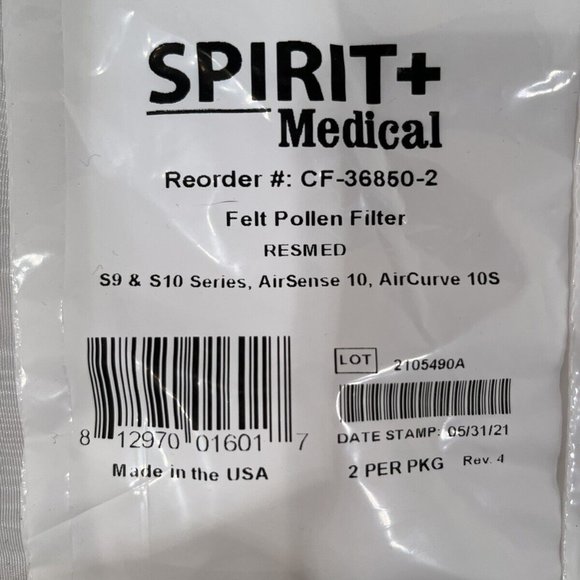 SPIRIT+
Medical
Reorder #: CF-36850-2
Felt Pollen Filter
RESMED
S9 & S10 Series, AirSense 10, AirCurve 10S
LOT 2105490A
8 12970 01601 7
DATE STAMP: 05/31/21
Made in the USA
2 PER PKG Rev. 4